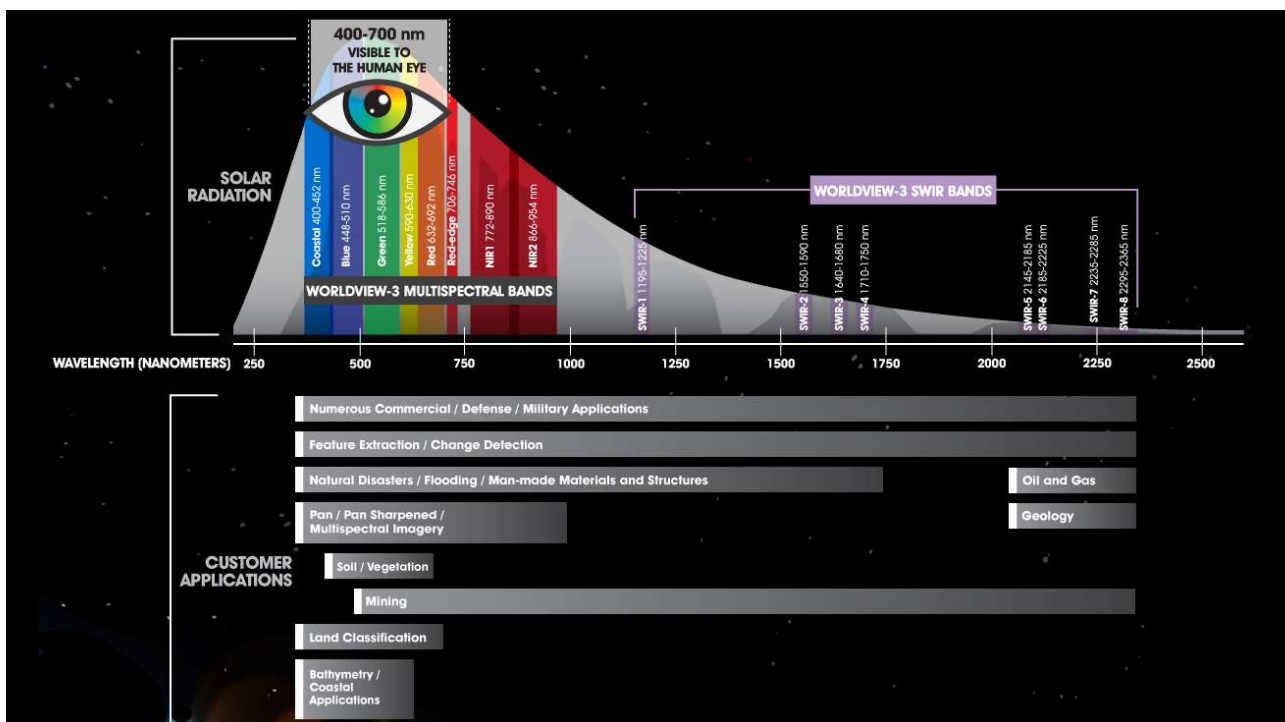 400-700 nm
VISIBLE TO
THE HUMAN EYE
SOLAR
RADIATION
Coastal 400-452 nm
Blue 448-510 nm
Green 518-586 nm
Yellow 590-630 nm
Red 632-692 nm
Red-edge 706-746 nm
NIR1 772-890 nm
NIR2 866-954 nm
WORLDVIEW-3 MULTISPECTRAL BANDS
WORLDVIEW-3 SWIR BANDS
SWIR-1 1195-1225 nm
SWIR-2 1550-1590 nm
SWIR-3 1640-1680 nm
SWIR-4 1710-1750 nm
SWIR-5 2145-2185 nm
SWIR-6 2185-2225 nm
SWIR-7 2235-2285 nm
SWIR-8 2295-2365 nm
WAVELENGTH (NANOMETERS)
250
500
750
1000
1250
1500
1750
2000
2250
2500
CUSTOMER
APPLICATIONS
Numerous Commercial / Defense / Military Applications
Feature Extraction / Change Detection
Natural Disasters / Flooding / Man-made Materials and Structures
Oil and Gas
Pan / Pan Sharpened /
Multispectral Imagery
Geology
Soil / Vegetation
Mining
Land Classification
Bathymetry /
Coastal
Applications